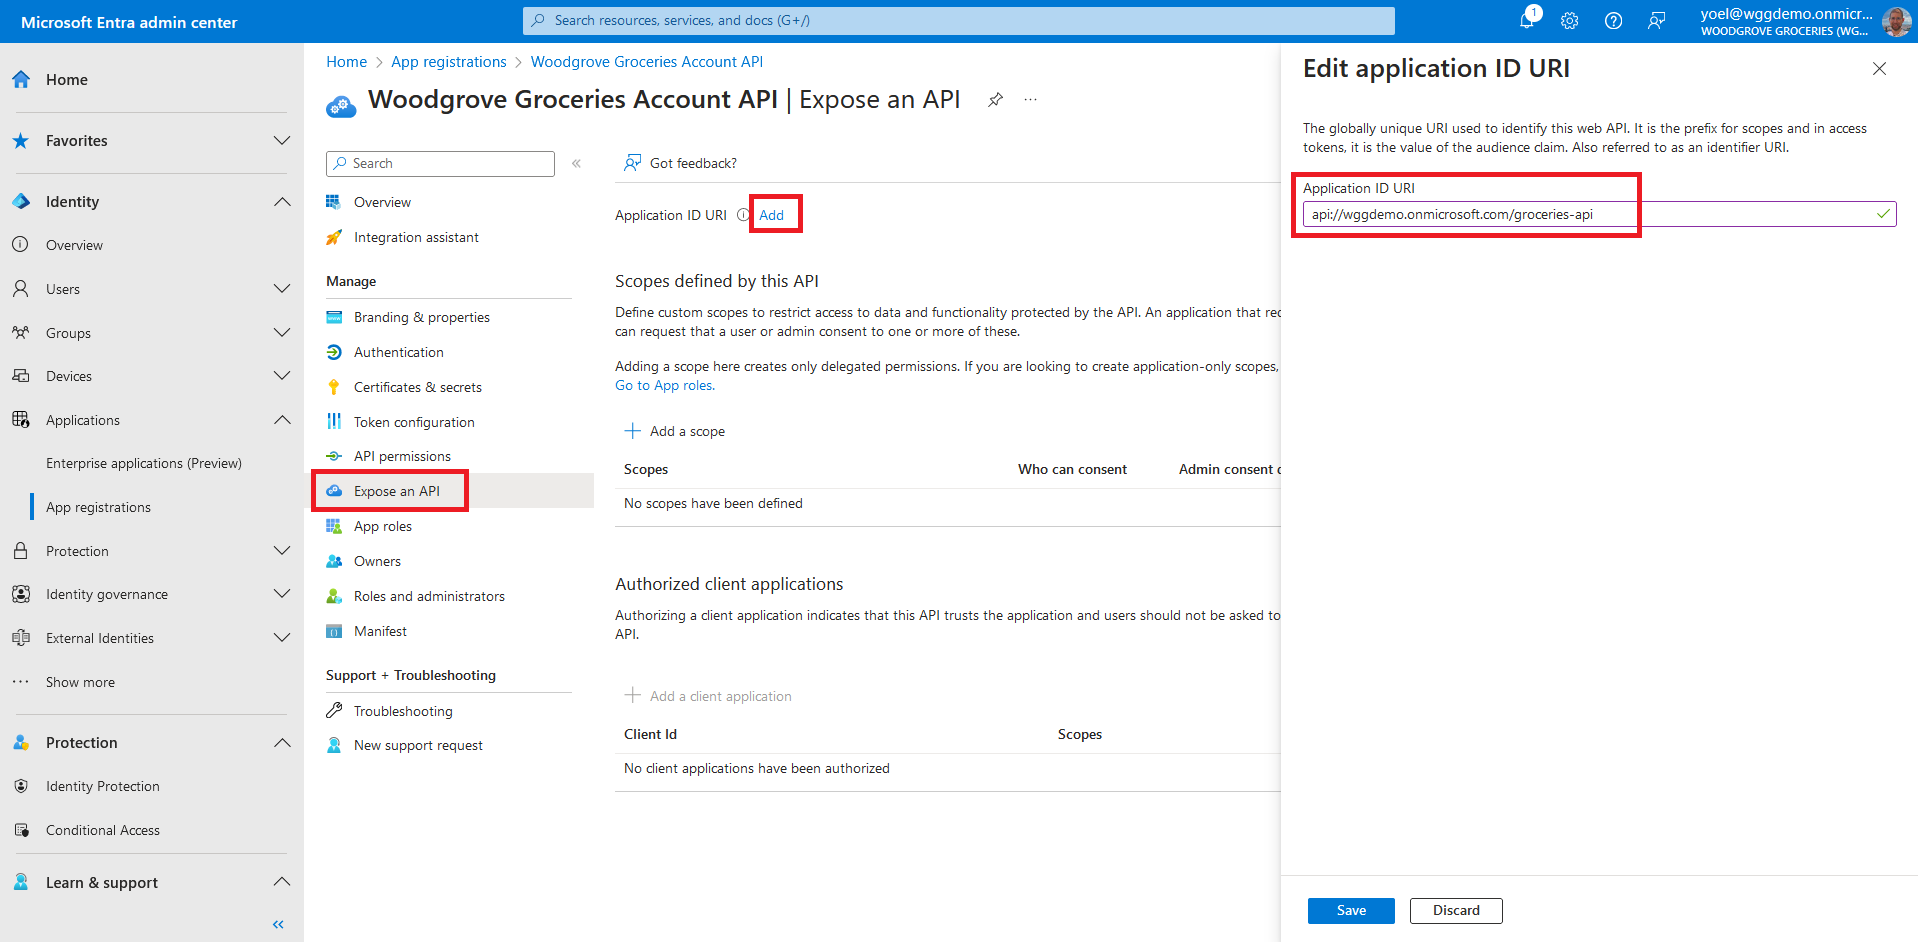 Microsoft Entra admin center
Search resources, services, and docs (G+/)
1
yoel@wggdemo.onmicr...
WOODGROVE GROCERIES (WG...
Home
Favorites
Identity
Overview
Users
Groups
Devices
Applications
Enterprise applications (Preview)
App registrations
Protection
Identity governance
External Identities
Show more
Protection
Identity Protection
Conditional Access
Learn & support
Home > App registrations > Woodgrove Groceries Account API
Woodgrove Groceries Account API | Expose an API
Search
Overview
Integration assistant
Manage
Branding & properties
Authentication
Certificates & secrets
Token configuration
API permissions
Expose an API
App roles
Owners
Roles and administrators
Manifest
Support + Troubleshooting
Troubleshooting
New support request
Got feedback?
Application ID URI Add
Scopes defined by this API
Define custom scopes to restrict access to data and functionality protected by the API. An application that rec
can request that a user or admin consent to one or more of these.
Adding a scope here creates only delegated permissions. If you are looking to create application-only scopes,
Go to App roles.
Add a scope
Scopes Who can consent Admin consent
No scopes have been defined
Authorized client applications
Authorizing a client application indicates that this API trusts the application and users should not be asked to
API.
Add a client application
Client Id Scopes
No client applications have been authorized
Edit application ID URI
The globally unique URI used to identify this web API. It is the prefix for scopes and in access
tokens, it is the value of the audience claim. Also referred to as an identifier URI.
Application ID URI
api://wggdemo.onmicrosoft.com/groceries-api
Save Discard